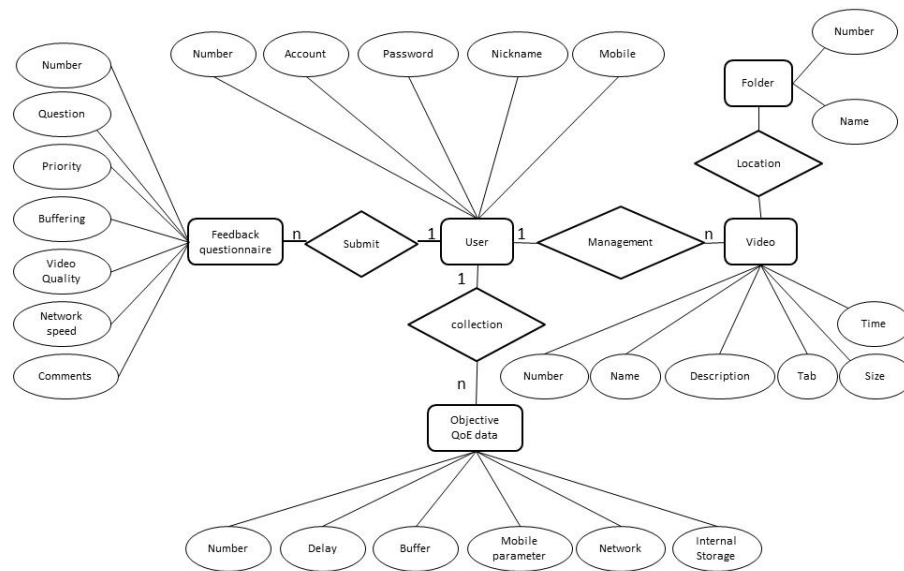 Number
Account
Password
Nickname
Mobile
Number
Name
Folder
Location
Number
Question
Priority
Buffering
Video
Quality
Network
speed
Comments
Feedback
questionnaire
n
Submit
1
User
1
Management
n
Video
1
collection
n
Time
Number
Name
Description
Tab
Size
Objective
QoE data
Number
Delay
Buffer
Mobile
parameter
Network
Internal
Storage